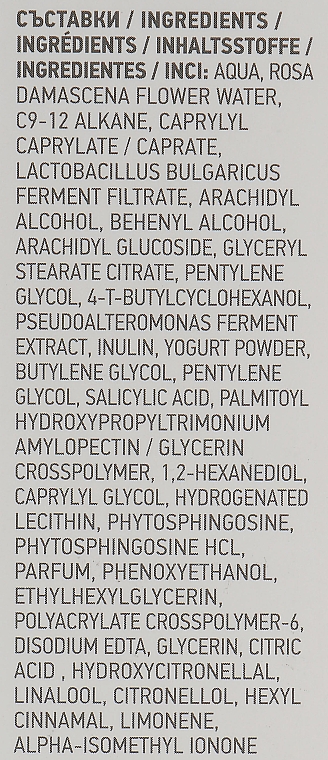 СЪСТАВКИ / INGREDIENTS /
INGRÉDIENTS / INHALTSSTOFFE /
INGREDIENTES / INCI: AQUA, ROSA
DAMASCENA FLOWER WATER,
C9-12 ALKANE, CAPRYLYL
CAPRYLATE / CAPRATE,
LACTOBACILLUS BULGARICUS
FERMENT FILTRATE, ARACHIDYL
ALCOHOL, BEHENYL ALCOHOL,
ARACHIDYL GLUCOSIDE, GLYCERYL
STEARATE CITRATE, PENTYLENE
GLYCOL, 4-T-BUTYLCYCLOHEXANOL,
PSEUDOALTEROMONAS FERMENT
EXTRACT, INULIN, YOGURT POWDER,
BUTYLENE GLYCOL, PENTYLENE
GLYCOL, SALICYLIC ACID, PALMITOYL
HYDROXYPROPYLTRIMONIUM
AMYLOPECTIN / GLYCERIN
CROSSPOLYMER, 1,2-HEXANEDIOL,
CAPRYLYL GLYCOL, HYDROGENATED
LECITHIN, PHYTOSPHINGOSINE,
PHYTOSPHINGOSINE HCL,
PARFUM, PHENOXYETHANOL,
ETHYLHEXYLGLYCERIN,
POLYACRYLATE CROSSPOLYMER-6,
DISODIUM EDTA, GLYCERIN, CITRIC
ACID , HYDROXYCITRONELLAL,
LINALOOL, CITRONELLOL, HEXYL
CINNAMAL, LIMONENE,
ALPHA-ISOMETHYL IONONE